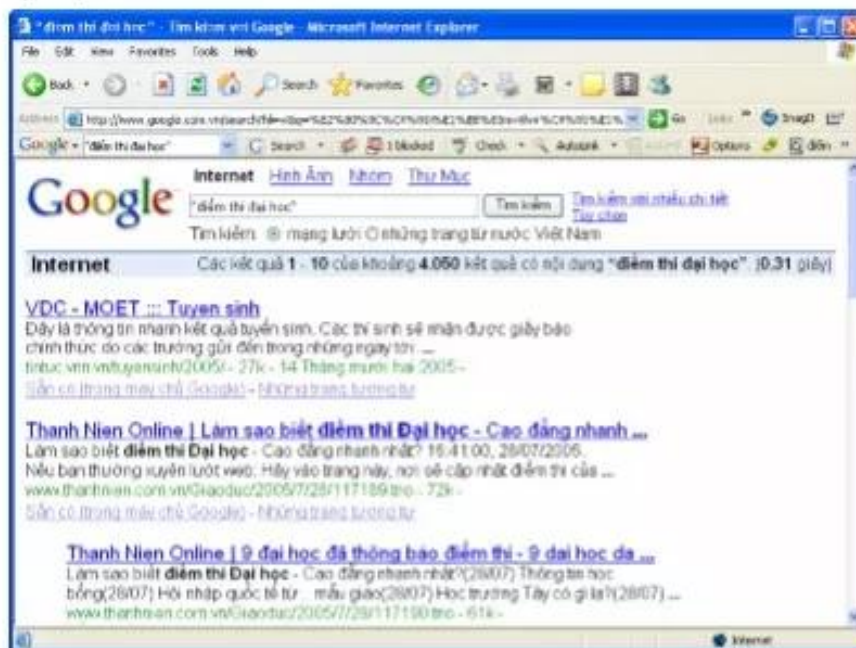 "điểm thi đại học" - Tìm kiếm với Google - Microsoft Internet Explorer
File Edit View Favorites Tools Help
Back Search Favorites
Address Go Links SnagIt
Google "điểm thi đại học" Search 1 blocked Check AutoLink Options điểm
Internet Hình Ảnh Nhóm Thư Mục
Google "điểm thi đại học" Tìm kiếm Tìm kiếm với nhiều chi tiết
Tùy chọn
Tìm kiếm: mạng lưới những trang từ nước Việt Nam
Internet Các kết quả 1 - 10 của khoảng 4.050 kết quả có nội dung "điểm thi đại học". (0.31 giây)
VDC - MOET ::: Tuyen sinh
Đây là thông tin nhanh kết quả tuyển sinh. Các thí sinh sẽ nhận được giấy báo
chính thức do các trường gửi đến trong những ngày tới. ...
tintuc.vnn.vn/tuyensinh/2005/ - 27k - 14 Tháng mười hai 2005 -
Sẵn có (trong máy chủ Google) - Những trang tương tự
Thanh Nien Online | Làm sao biết điểm thi Đại học - Cao đẳng nhanh ...
Làm sao biết điểm thi Đại học - Cao đẳng nhanh nhất? 16:41:00, 28/07/2005.
Nếu bạn thường xuyên lướt web: Hãy vào trang này, nơi sẽ cập nhật điểm thi của ...
www.thanhnien.com.vn/Giaoduc/2005/7/28/117189.tno - 72k -
Sẵn có (trong máy chủ Google) - Những trang tương tự
Thanh Nien Online | 9 đại học đã thông báo điểm thi - 9 dai hoc da ...
Làm sao biết điểm thi Đại học - Cao đẳng nhanh nhất?(28/07) Thông tin học
bổng(28/07) Hội nhập quốc tế từ mẫu giáo(28/07) Học trường Tây có gì lạ?(28/07) ...
www.thanhnien.com.vn/Giaoduc/2005/7/28/117190.tno - 61k -
Internet